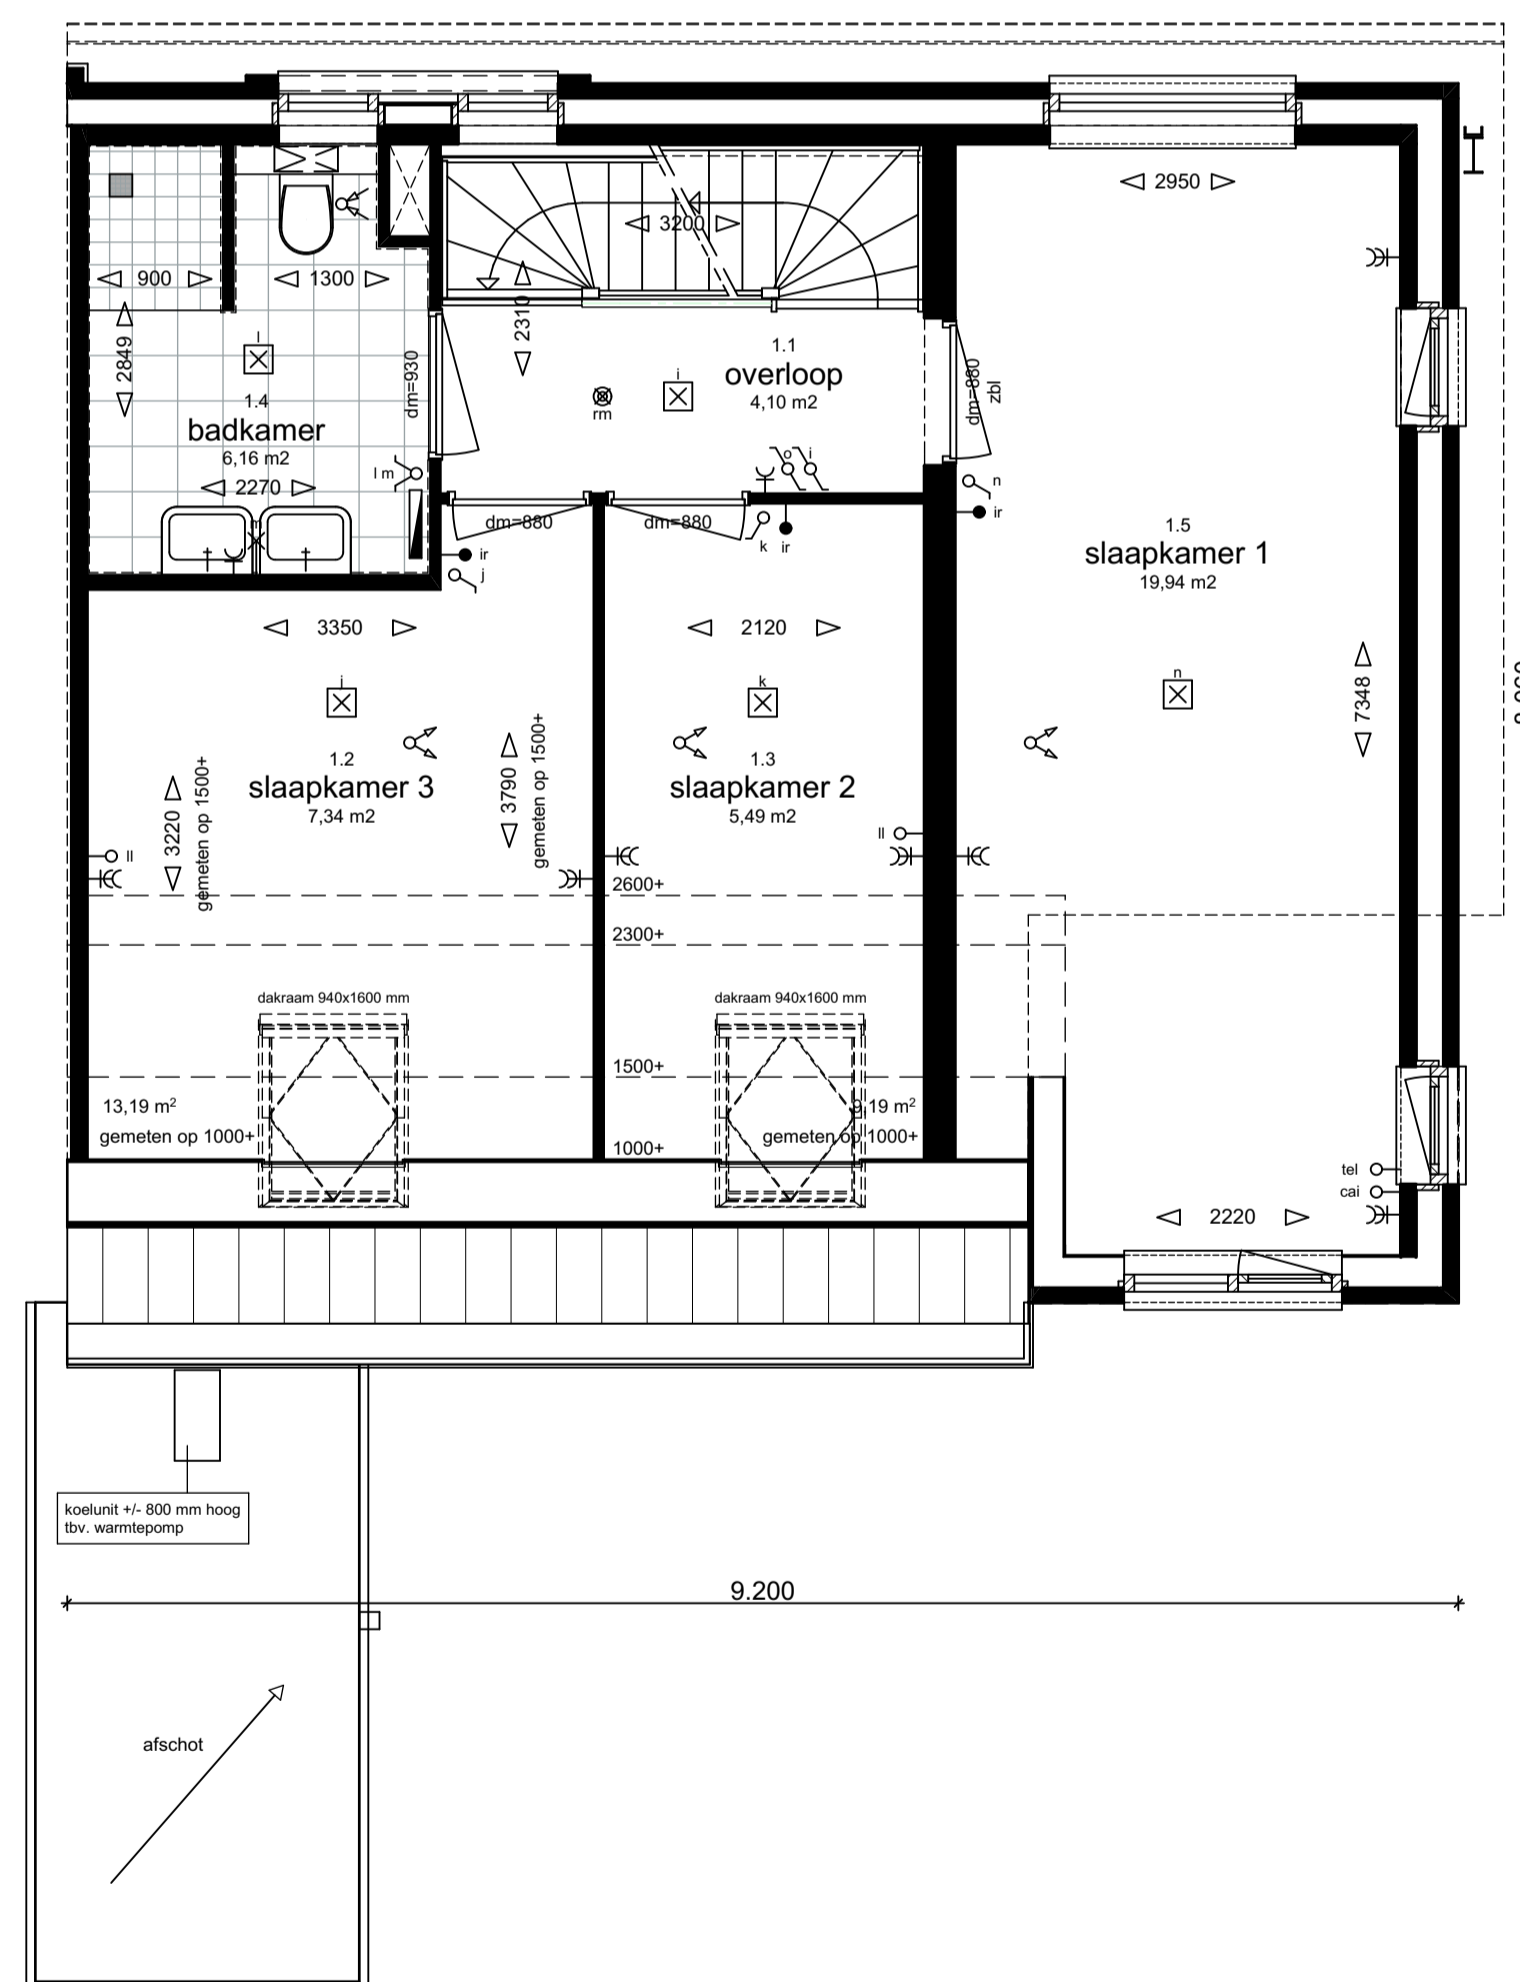 2950
3200
900
1300
2310
2849
l
1.4
badkamer
6,16 m2
2270
m
l m
dm=930
rm
i
1.1
overloop
4,10 m2
o
i
dm=880
zbl
n
ir
dm=880
dm=880
ir
j
k
ir
1.5
slaapkamer 1
19,94 m2
n
7348
3350
j
1.2
slaapkamer 3
7,34 m2
3220
gemeten op 1500+
3790
gemeten op 1500+
ll
2120
k
1.3
slaapkamer 2
5,49 m2
ll
2600+
2300+
dakraam 940x1600 mm
dakraam 940x1600 mm
1500+
13,19 m²
gemeten op 1000+
9,19 m²
gemeten op 1000+
1000+
tel
cai
2220
koelunit +/- 800 mm hoog
tbv. warmtepomp
9.200
afschot